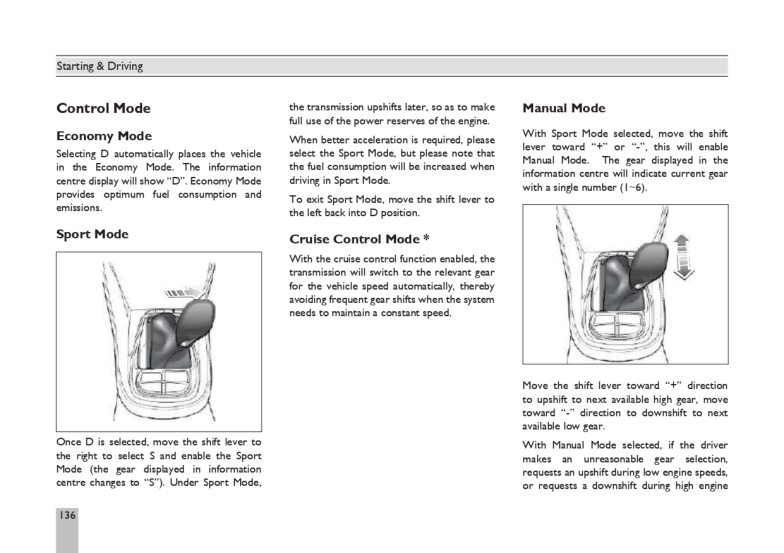 Starting & Driving
Control Mode
Economy Mode
Selecting D automatically places the vehicle
in the Economy Mode. The information
centre display will show “D”. Economy Mode
provides optimum fuel consumption and
emissions.
Sport Mode
Once D is selected, move the shift lever to
the right to select S and enable the Sport
Mode (the gear displayed in information
centre changes to “S”). Under Sport Mode,
the transmission upshifts later, so as to make
full use of the power reserves of the engine.
When better acceleration is required, please
select the Sport Mode, but please note that
the fuel consumption will be increased when
driving in Sport Mode.
To exit Sport Mode, move the shift lever to
the left back into D position.
Cruise Control Mode *
With the cruise control function enabled, the
transmission will switch to the relevant gear
for the vehicle speed automatically, thereby
avoiding frequent gear shifts when the system
needs to maintain a constant speed.
Manual Mode
With Sport Mode selected, move the shift
lever toward “+” or “-”, this will enable
Manual Mode. The gear displayed in the
information centre will indicate current gear
with a single number (1~6).
Move the shift lever toward “+” direction
to upshift to next available high gear, move
toward “-” direction to downshift to next
available low gear.
With Manual Mode selected, if the driver
makes an unreasonable gear selection,
requests an upshift during low engine speeds,
or requests a downshift during high engine
136